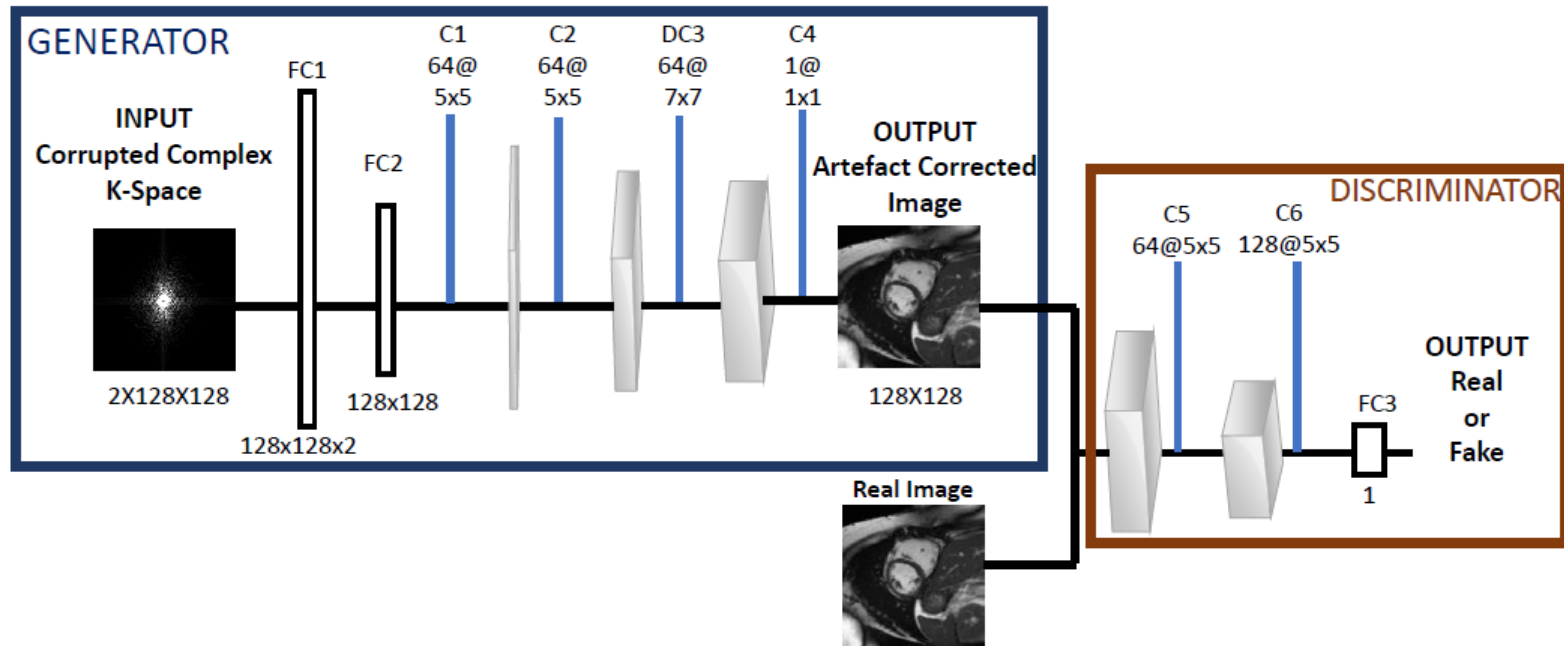 GENERATOR
INPUT
Corrupted Complex
K-Space
2X128X128
FC1
128x128x2
FC2
128x128
C1
64@
5x5
C2
64@
5x5
DC3
64@
7x7
C4
1@
1x1
OUTPUT
Artefact Corrected
Image
128X128
Real Image
DISCRIMINATOR
C5
64@5x5
C6
128@5x5
FC3
1
OUTPUT
Real
or
Fake